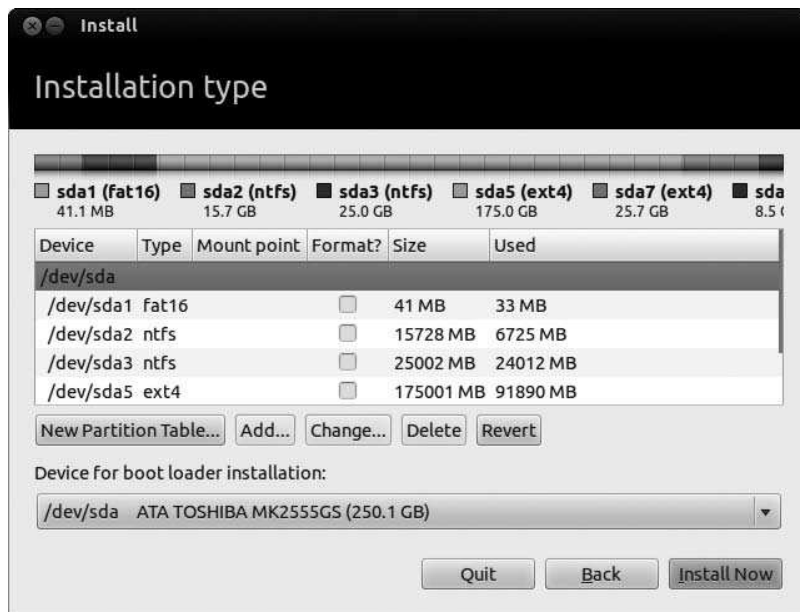 Install
Installation type
sda1 (fat16) sda2 (ntfs) sda3 (ntfs) sda5 (ext4) sda7 (ext4) sda
41.1 MB 15.7 GB 25.0 GB 175.0 GB 25.7 GB 8.5
Device Type Mount point Format? Size Used
/dev/sda
/dev/sda1 fat16 41 MB 33 MB
/dev/sda2 ntfs 15728 MB 6725 MB
/dev/sda3 ntfs 25002 MB 24012 MB
/dev/sda5 ext4 175001 MB 91890 MB
New Partition Table... Add... Change... Delete Revert
Device for boot loader installation:
/dev/sda ATA TOSHIBA MK2555GS (250.1 GB)
Quit Back Install Now